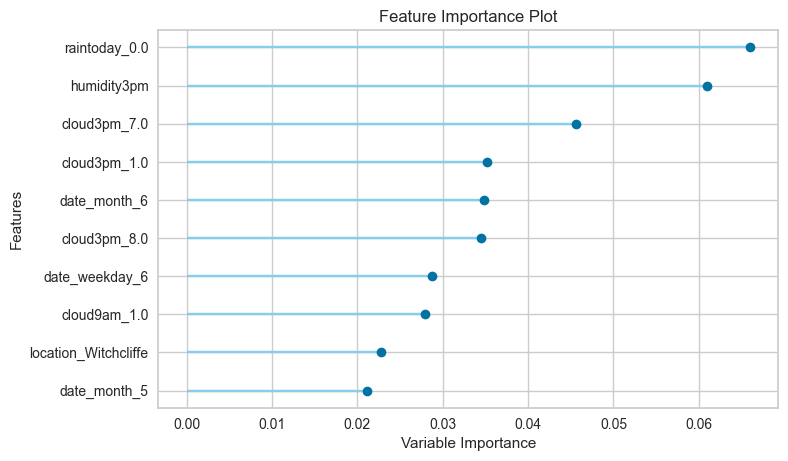 Feature Importance Plot
Features
raintoday_0.0
humidity3pm
cloud3pm_7.0
cloud3pm_1.0
date_month_6
cloud3pm_8.0
date_weekday_6
cloud9am_1.0
location_Witchcliffe
date_month_5
0.00 0.01 0.02 0.03 0.04 0.05 0.06
Variable Importance